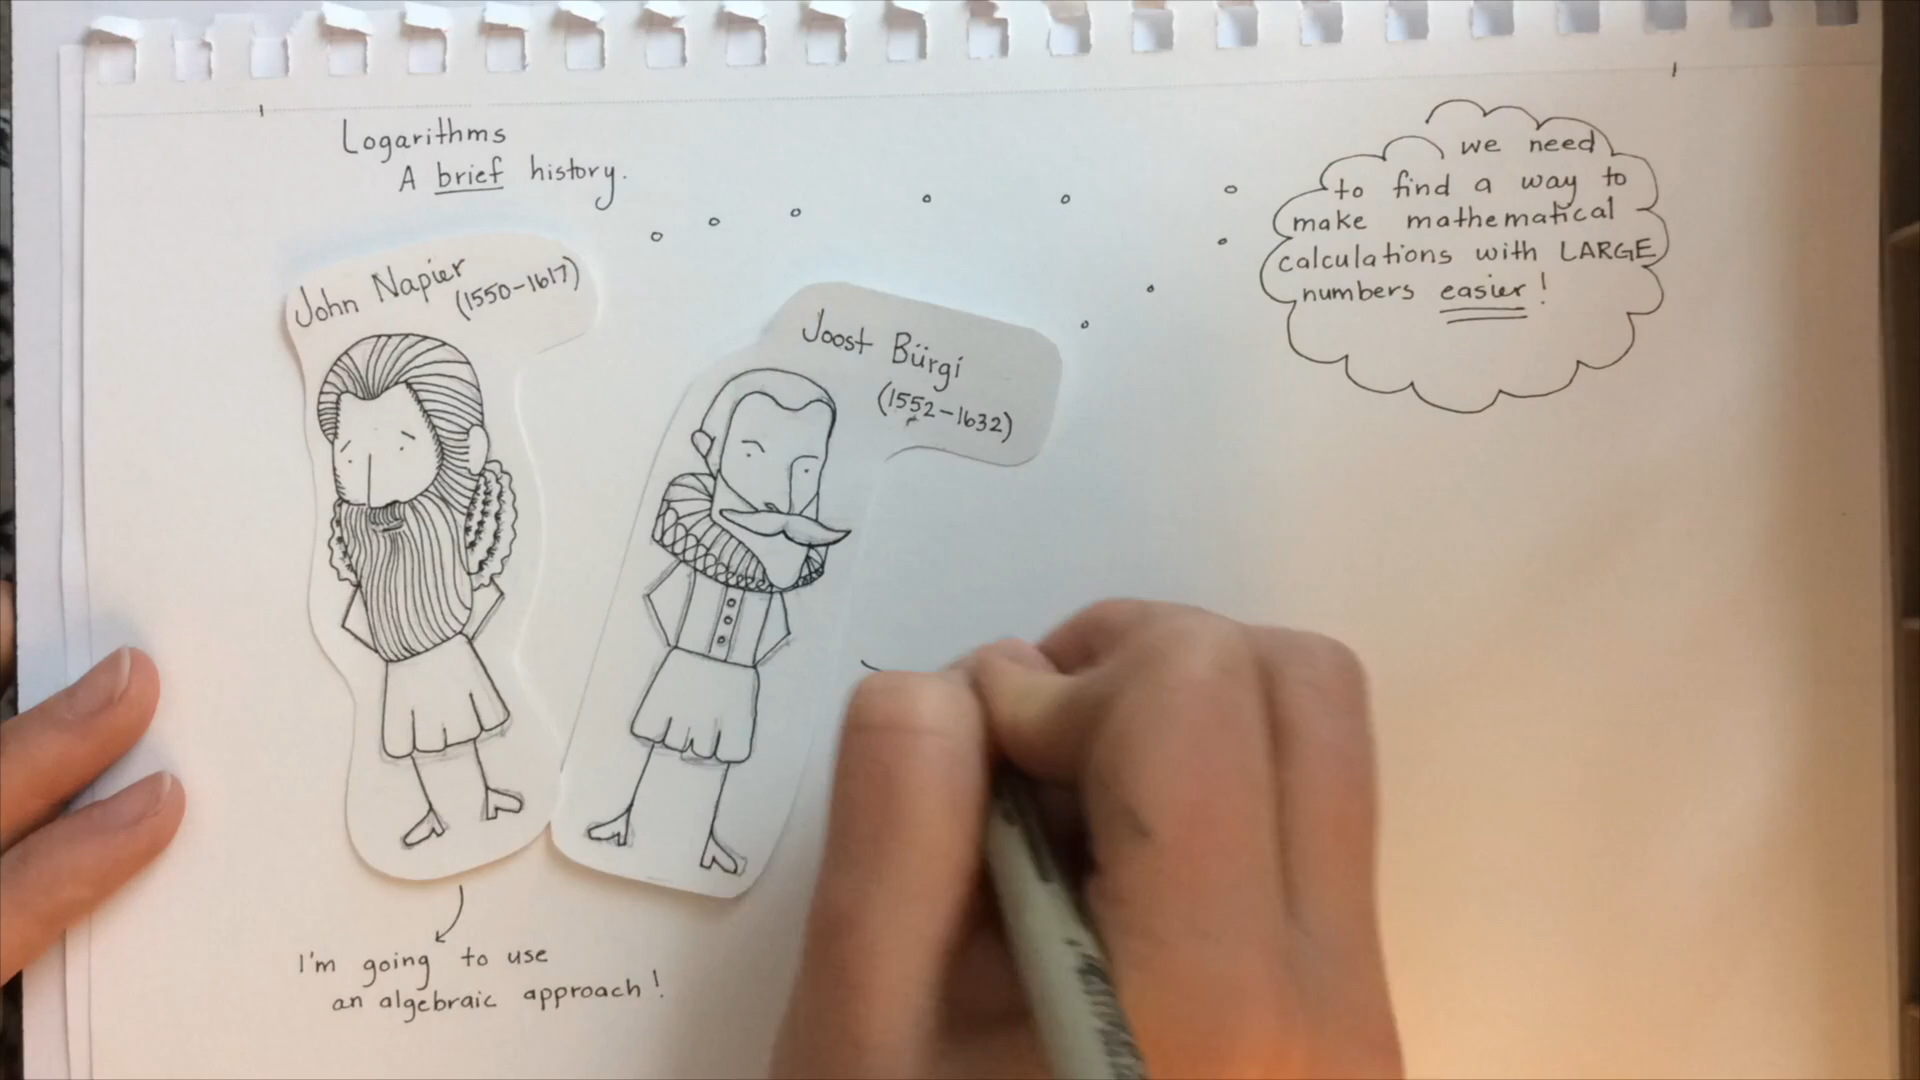 Logarithms
A brief history.
we need
to find a way to
make mathematical
calculations with LARGE
numbers easier!
John Napier
(1550-1617)
Joost Bürgi
(1552-1632)
I'm going to use
an algebraic approach!